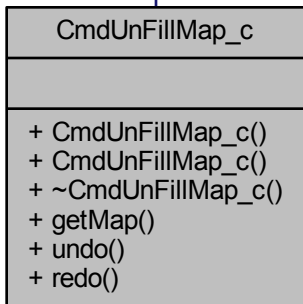 CmdUnFillMap_c
+ CmdUnFillMap_c()
+ CmdUnFillMap_c()
+ ~CmdUnFillMap_c()
+ getMap()
+ undo()
+ redo()